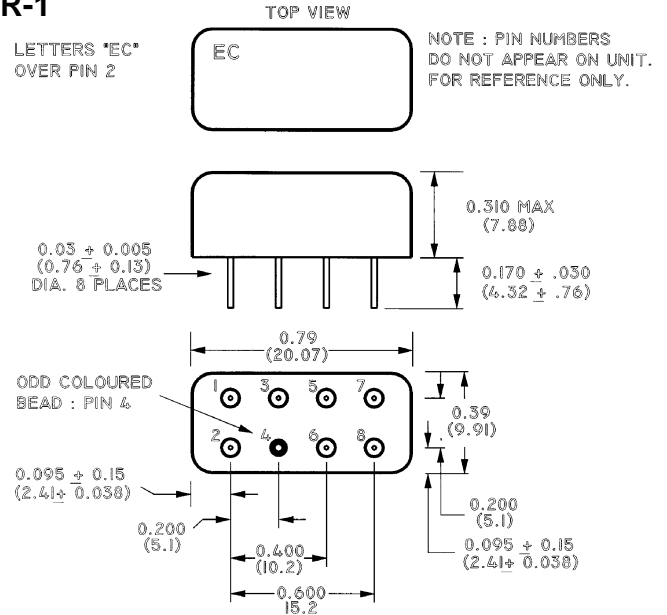 R-1
TOP VIEW
LETTERS "EC"
OVER PIN 2
EC
NOTE : PIN NUMBERS
DO NOT APPEAR ON UNIT.
FOR REFERENCE ONLY.
0.310 MAX
(7.88)
0.03 ± 0.005
(0.76 ± 0.13)
DIA. 8 PLACES
0.170 ± .030
(4.32 ± .76)
0.79
(20.07)
ODD COLOURED
BEAD : PIN 4
1 3 5 7
2 4 6 8
0.39
(9.91)
0.095 ± 0.15
(2.41± 0.038)
0.200
(5.1)
0.200
(5.1)
0.400
(10.2)
0.095 ± 0.15
(2.41± 0.038)
0.600
15.2